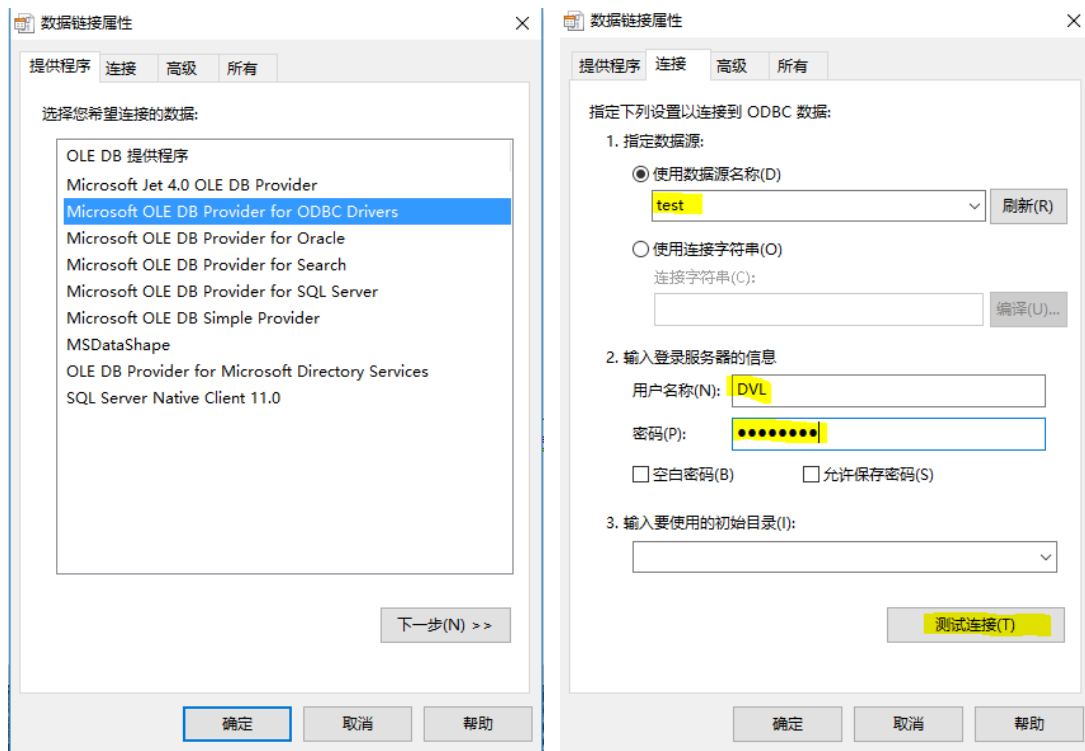 数据链接属性
提供程序 连接 高级 所有
选择您希望连接的数据:
OLE DB 提供程序
Microsoft Jet 4.0 OLE DB Provider
Microsoft OLE DB Provider for ODBC Drivers
Microsoft OLE DB Provider for Oracle
Microsoft OLE DB Provider for Search
Microsoft OLE DB Provider for SQL Server
Microsoft OLE DB Simple Provider
MSDataShape
OLE DB Provider for Microsoft Directory Services
SQL Server Native Client 11.0
下一步(N) >>
确定 取消 帮助
数据链接属性
提供程序 连接 高级 所有
指定下列设置以连接到 ODBC 数据:
1. 指定数据源:
使用数据源名称(D)
test 刷新(R)
使用连接字符串(O)
连接字符串(C):
编译(U)...
2. 输入登录服务器的信息
用户名称(N): DVL
密码(P): ●●●●●●●●
空白密码(B) 允许保存密码(S)
3. 输入要使用的初始目录(I):
测试连接(T)
确定 取消 帮助